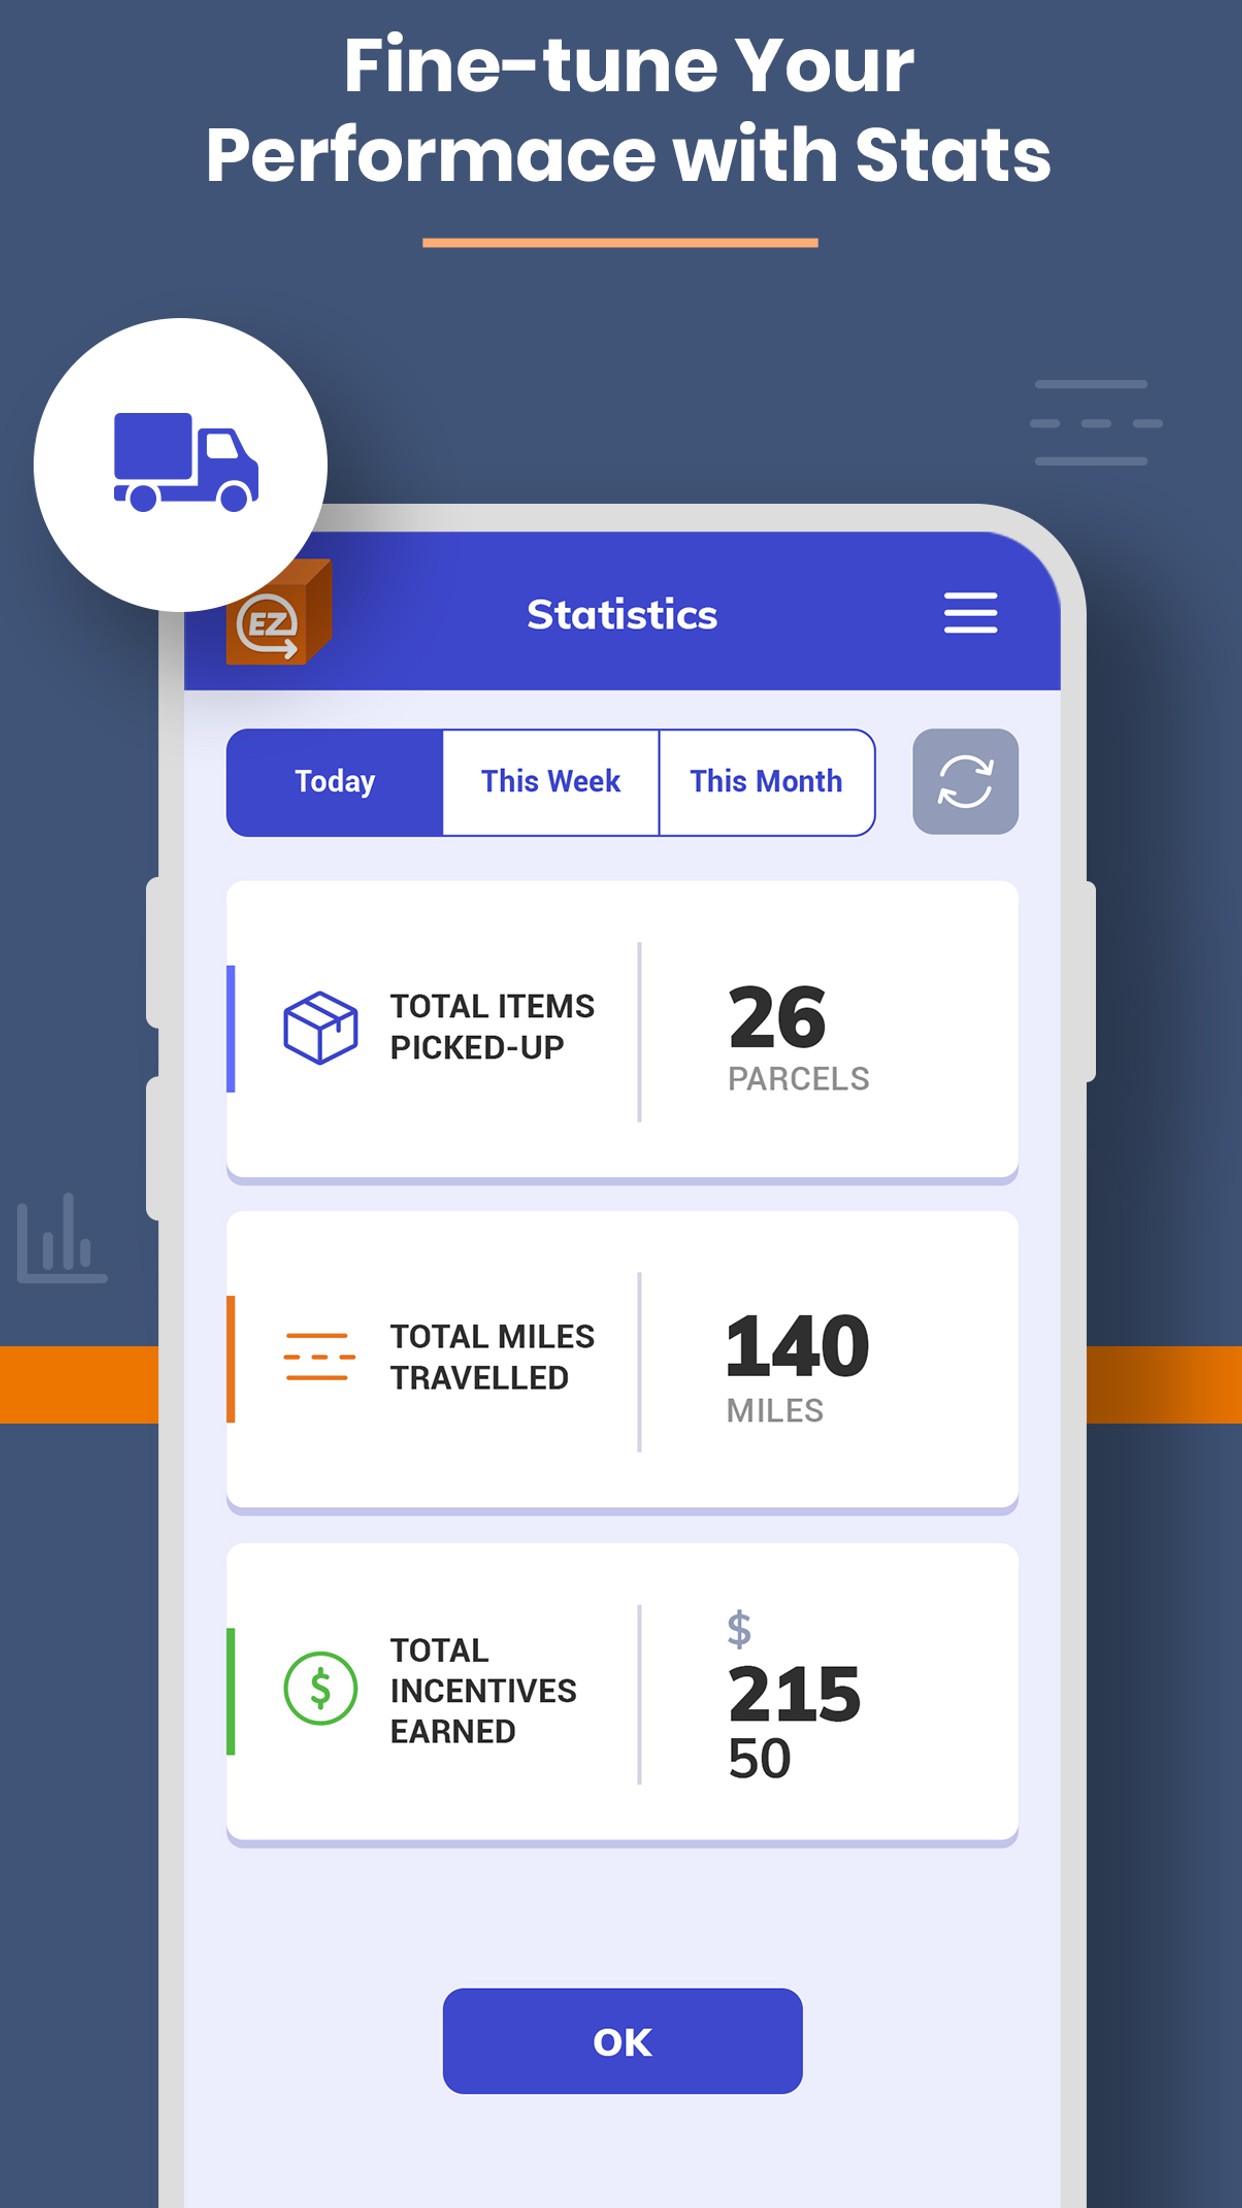 Fine-tune Your
Performace with Stats
EZ
Statistics
Today
This Week
This Month
TOTAL ITEMS
PICKED-UP
26
PARCELS
TOTAL MILES
TRAVELLED
140
MILES
TOTAL
INCENTIVES
EARNED
$
215
50
OK